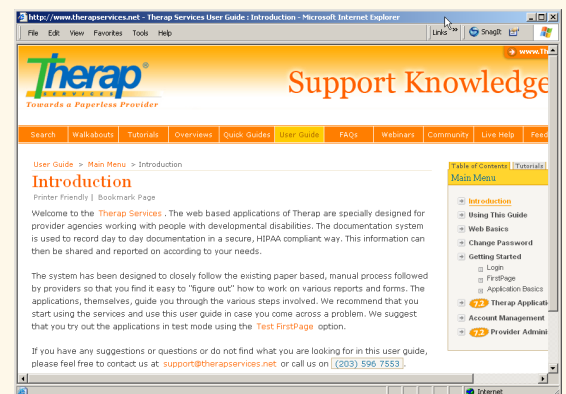 http://www.therapservices.net - Therap Services User Guide : Introduction - Microsoft Internet Explorer
File Edit View Favorites Tools Help
Links »
SnagIt
www.Th
Therap
SERVICES
Towards a Paperless Provider
Support Knowledge
Search Walkabouts Tutorials Overviews Quick Guides User Guide FAQs Webinars Community Live Help Feed
User Guide > Main Menu > Introduction
Introduction
Printer Friendly | Bookmark Page
Welcome to the Therap Services . The web based applications of Therap are specially designed for
provider agencies working with people with developmental disabilities. The documentation system
is used to record day to day documentation in a secure, HIPAA compliant way. This information can
then be shared and reported on according to your needs.
The system has been designed to closely follow the existing paper based, manual process followed
by providers so that you find it easy to "figure out" how to work on various reports and forms. The
applications, themselves, guide you through the various steps involved. We recommend that you
start using the services and use this user guide in case you come across a problem. We suggest
that you try out the applications in test mode using the Test FirstPage option.
If you have any suggestions or questions or do not find what you are looking for in this user guide,
please feel free to contact us at support@therapservices.net or call us on (203) 596 7553 .
Table of Contents Tutorials
Main Menu
Introduction
Using This Guide
Web Basics
Change Password
Getting Started
Login
FirstPage
Application Basics
7.2 Therap Applicati
Account Management
7.2 Provider Admini
Internet